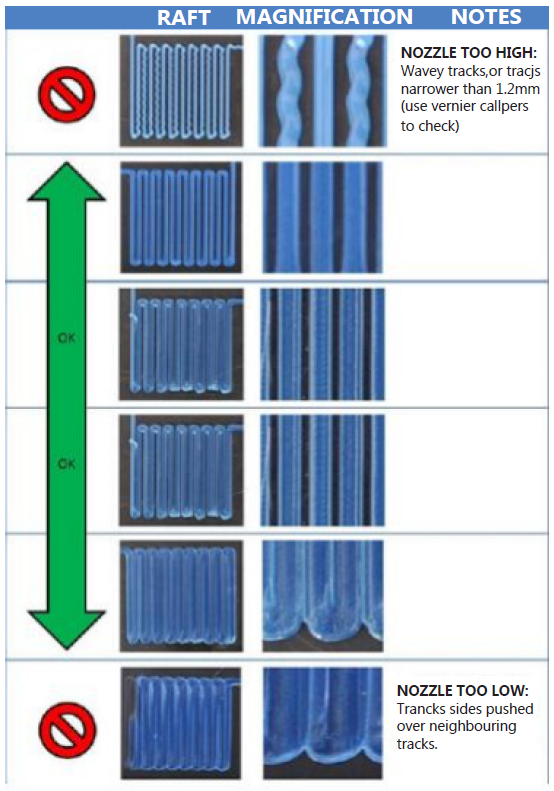 RAFT MAGNIFICATION NOTES
NOZZLE TOO HIGH:
Wavey tracks,or tracjs
narrower than 1.2mm
(use vernier callpers
to check)
OK
OK
NOZZLE TOO LOW:
Trancks sides pushed
over neighbouring
tracks.